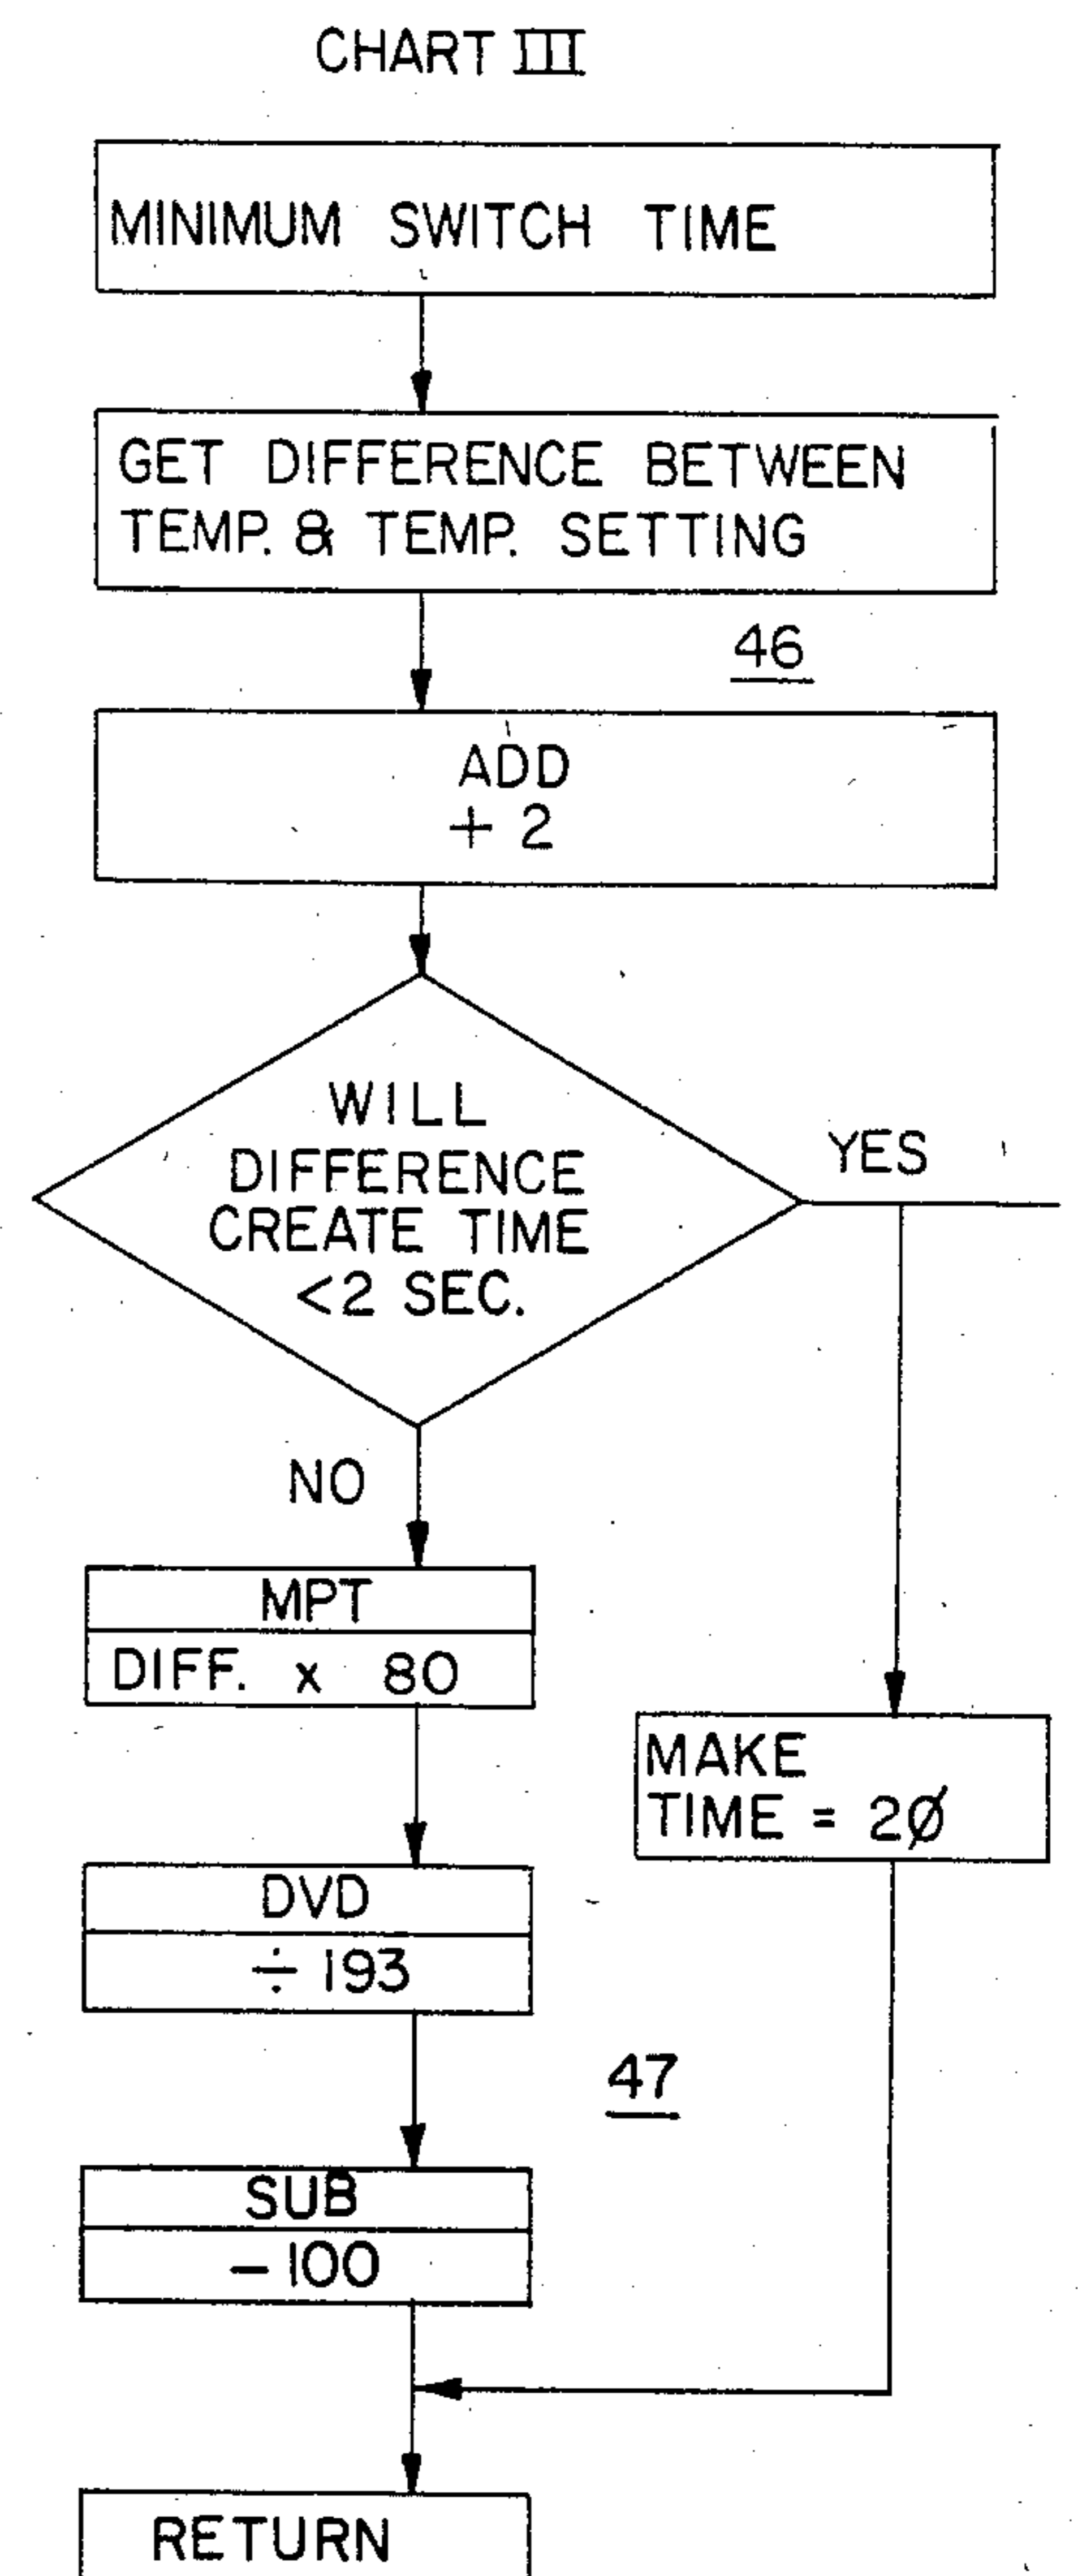 CHART III
MINIMUM SWITCH TIME
GET DIFFERENCE BETWEEN
TEMP. & TEMP. SETTING
46
ADD
+ 2
WILL
DIFFERENCE
CREATE TIME
<2 SEC.
YES
NO
MPT
DIFF. x 80
MAKE
TIME = 2Ø
DVD
÷ 193
47
SUB
- 100
RETURN